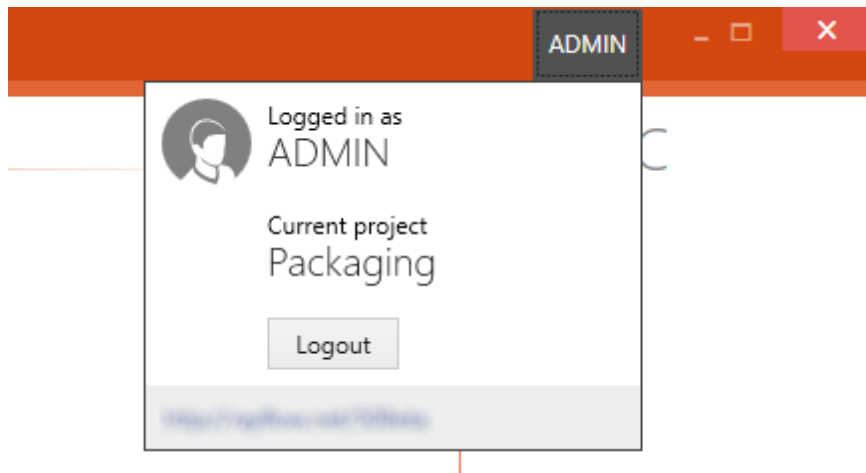 ADMIN
Logged in as
ADMIN
Current project
Packaging
Logout